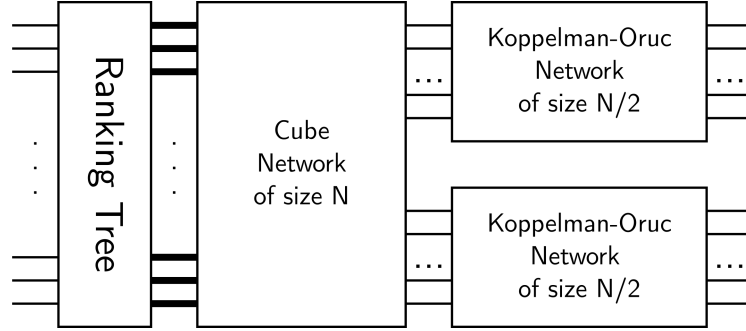 Ranking Tree
Cube
Network
of size N
Koppelman-Oruc
Network
of size N/2
Koppelman-Oruc
Network
of size N/2